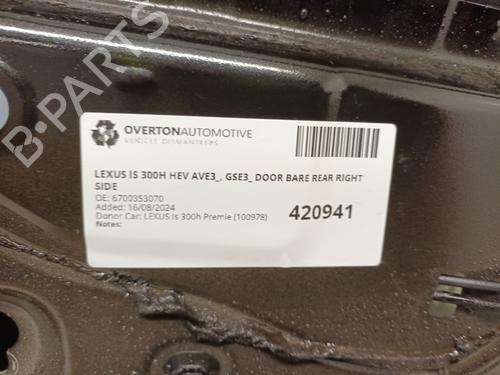 B-PARTS
OVERTONAUTOMOTIVE
VEHICLE DISMANTLERS
LEXUS IS 300H HEV AVE3_, GSE3_ DOOR BARE REAR RIGHT
SIDE
OE: 6700353070
Added: 16/08/2024
Donor Car: LEXUS Is 300h Premie (100978)
Notes:
420941